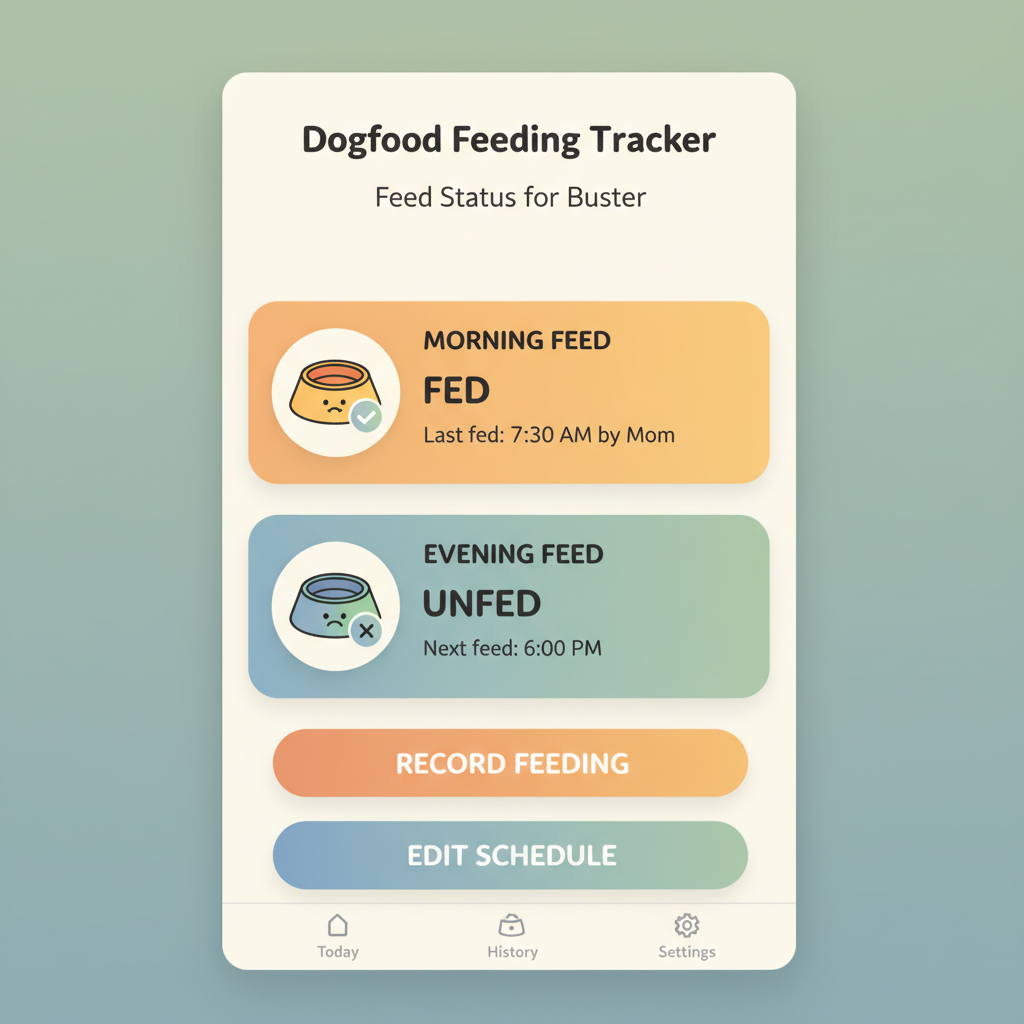 Dogfood Feeding Tracker
Feed Status for Buster
MORNING FEED
FED
Last fed: 7:30 AM by Mom
EVENING FEED
UNFED
Next feed: 6:00 PM
RECORD FEEDING
EDIT SCHEDULE
Today
History
Settings